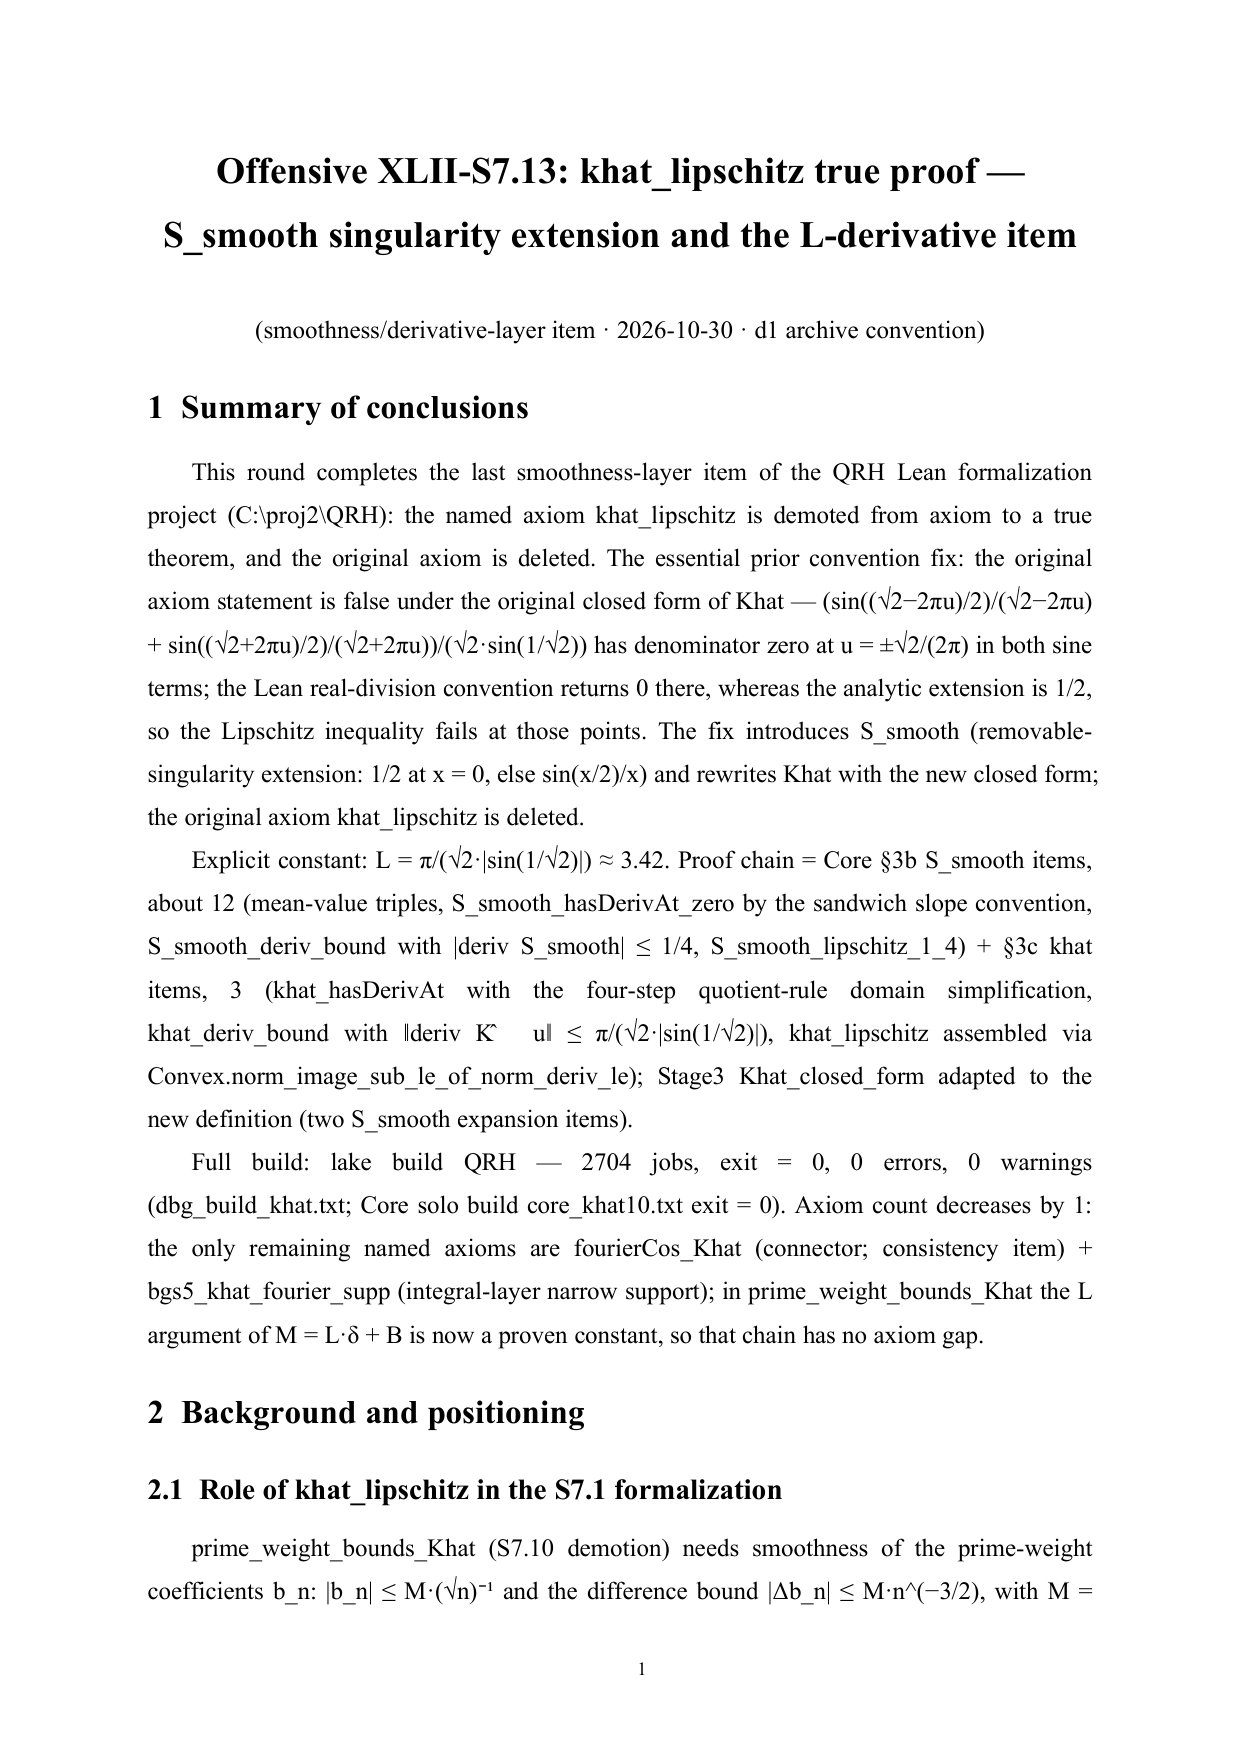 Offensive XLII-S7.13: khat_lipschitz true proof —
S_smooth singularity extension and the L-derivative item
(smoothness/derivative-layer item · 2026-10-30 · d1 archive convention)
1 Summary of conclusions
This round completes the last smoothness-layer item of the QRH Lean formalization
project (C:\proj2\QRH): the named axiom khat_lipschitz is demoted from axiom to a true
theorem, and the original axiom is deleted. The essential prior convention fix: the original
axiom statement is false under the original closed form of Khat — (sin((√2−2πu)/2)/(√2−2πu)
+ sin((√2+2πu)/2)/(√2+2πu))/(√2·sin(1/√2)) has denominator zero at u = ±√2/(2π) in both sine
terms; the Lean real-division convention returns 0 there, whereas the analytic extension is 1/2,
so the Lipschitz inequality fails at those points. The fix introduces S_smooth (removable-
singularity extension: 1/2 at x = 0, else sin(x/2)/x) and rewrites Khat with the new closed form;
the original axiom khat_lipschitz is deleted.
Explicit constant: L = π/(√2·|sin(1/√2)|) ≈ 3.42. Proof chain = Core §3b S_smooth items,
about 12 (mean-value triples, S_smooth_hasDerivAt_zero by the sandwich slope convention,
S_smooth_deriv_bound with |deriv S_smooth| ≤ 1/4, S_smooth_lipschitz_1_4) + §3c khat
items, 3 (khat_hasDerivAt with the four-step quotient-rule domain simplification,
khat_deriv_bound with ‖deriv K̂ u‖ ≤ π/(√2·|sin(1/√2)|), khat_lipschitz assembled via
Convex.norm_image_sub_le_of_norm_deriv_le); Stage3 Khat_closed_form adapted to the
new definition (two S_smooth expansion items).
Full build: lake build QRH — 2704 jobs, exit = 0, 0 errors, 0 warnings
(dbg_build_khat.txt; Core solo build core_khat10.txt exit = 0). Axiom count decreases by 1:
the only remaining named axioms are fourierCos_Khat (connector; consistency item) +
bgs5_khat_fourier_supp (integral-layer narrow support); in prime_weight_bounds_Khat the L
argument of M = L·δ + B is now a proven constant, so that chain has no axiom gap.
2 Background and positioning
2.1 Role of khat_lipschitz in the S7.1 formalization
prime_weight_bounds_Khat (S7.10 demotion) needs smoothness of the prime-weight
coefficients b_n: |b_n| ≤ M·(√n)⁻¹ and the difference bound |Δb_n| ≤ M·n^(−3/2), with M =
1